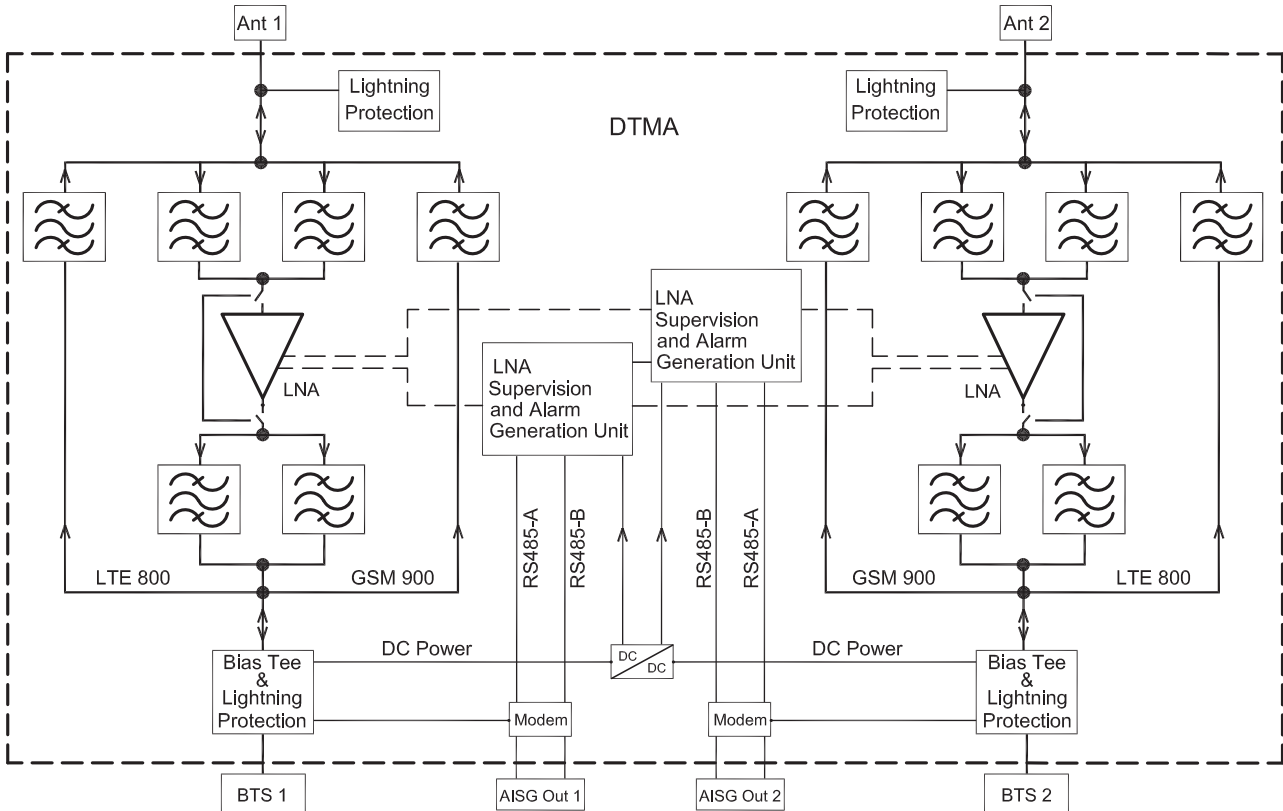 Ant 1
Ant 2
Lightning
Protection
Lightning
Protection
DTMA
LNA
Supervision
and Alarm
Generation Unit
LNA
Supervision
and Alarm
Generation Unit
LNA
LNA
RS485-A
RS485-B
RS485-B
RS485-A
LTE 800
GSM 900
GSM 900
LTE 800
DC Power
DC
DC
DC Power
Bias Tee
&
Lightning
Protection
Bias Tee
&
Lightning
Protection
Modem
Modem
BTS 1
AISG Out 1
AISG Out 2
BTS 2